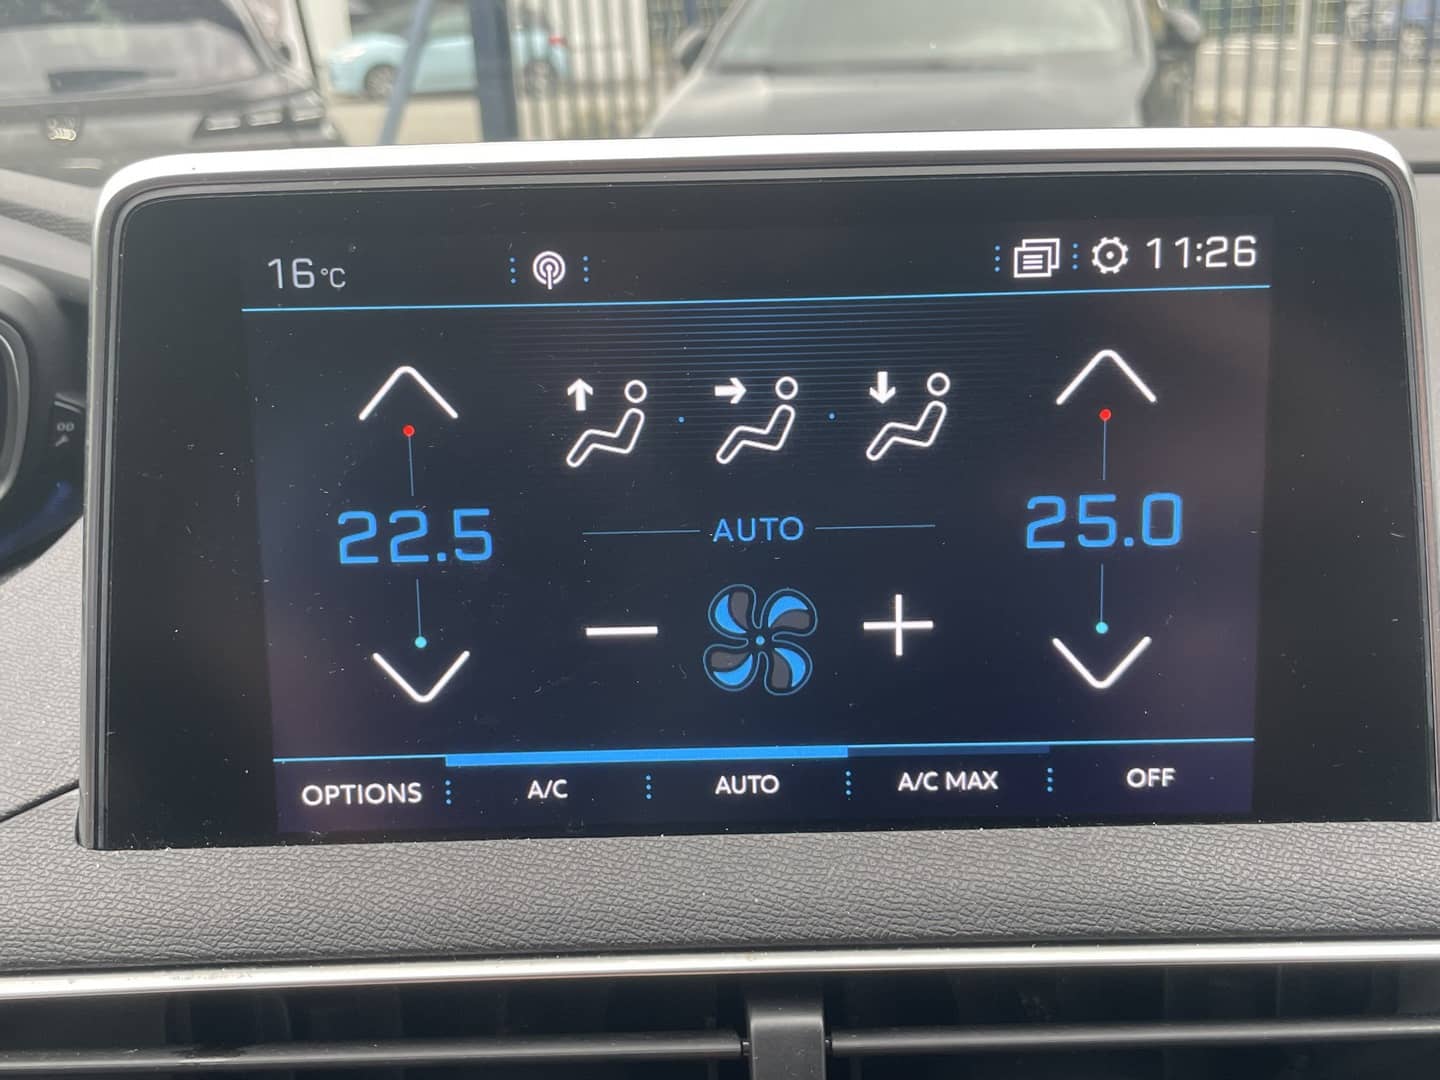 16°C
11:26
22.5
25.0
AUTO
OPTIONS
A/C
AUTO
A/C MAX
OFF